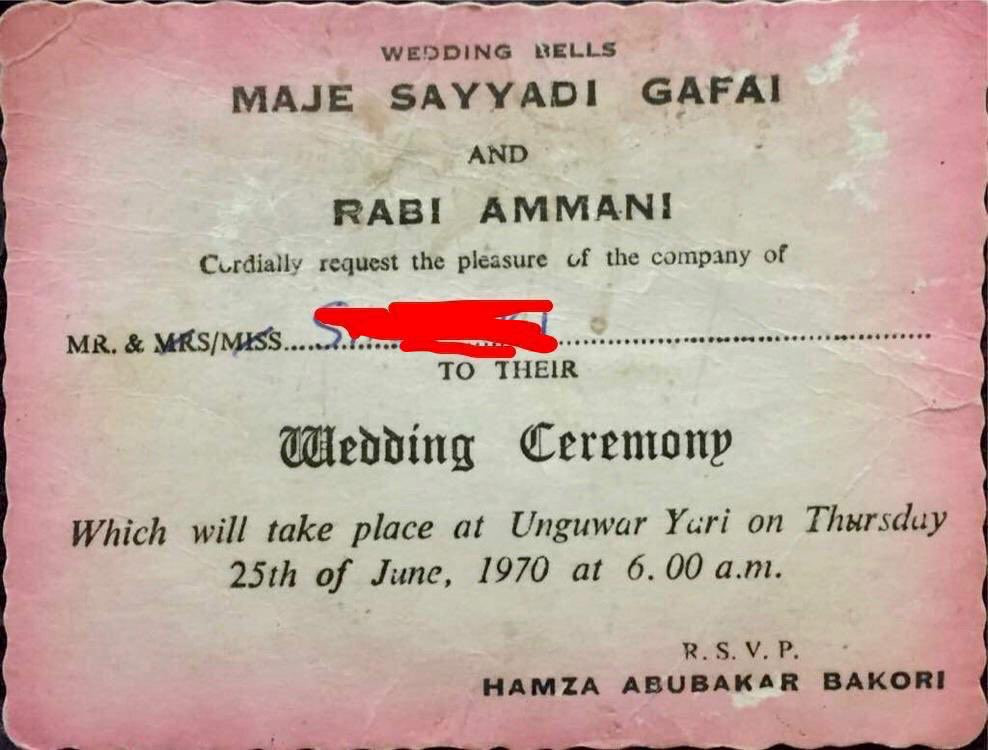 WEDDING BELLS
MAJE SAYYADI GAFAI
AND
RABI AMMANI
Cordially request the pleasure of the company of
MR. & MRS/MISS....................
TO THEIR
Wedding Ceremony
Which will take place at Unguwar Yari on Thursday
25th of June, 1970 at 6.00 a.m.
R. S. V. P.
HAMZA ABUBAKAR BAKORI